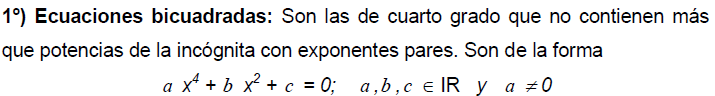 1º) Ecuaciones bicuadradas: Son las de cuarto grado que no contienen más
que potencias de la incógnita con exponentes pares. Son de la forma
a x⁴ + b x² + c = 0; a,b,c ∈ IR y a ≠0